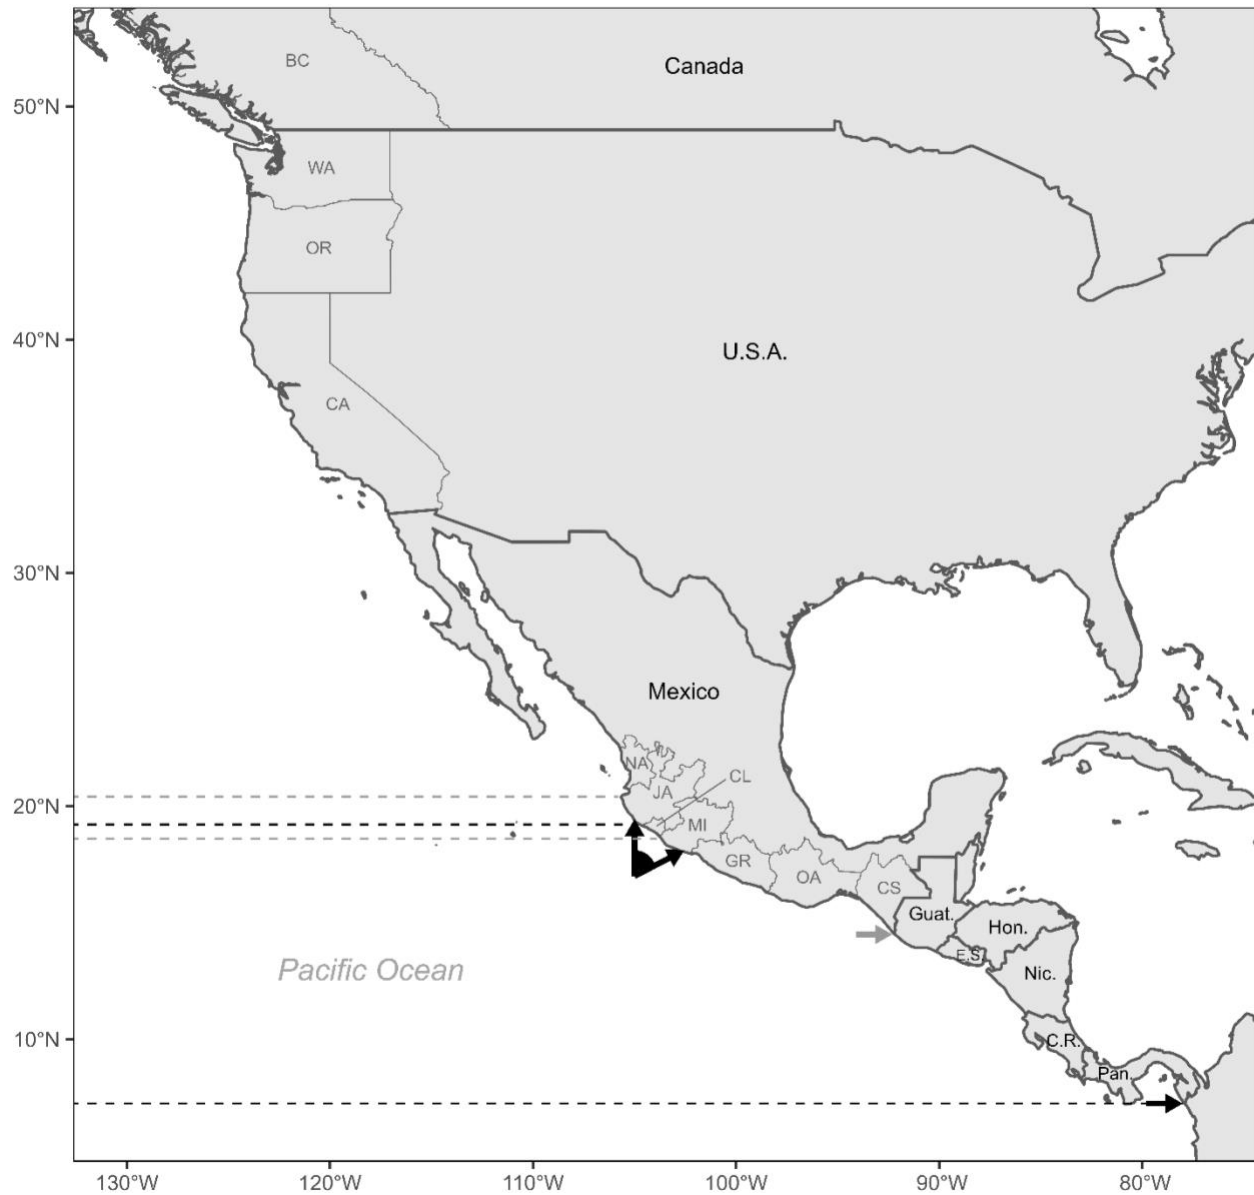 BC
Canada
50°N
WA
OR
40°N
U.S.A.
CA
30°N
Mexico
NA
CL
JA
20°N
MI
GR
OA
CS
Guat.
Hon.
E.S.
Pacific Ocean
Nic.
10°N
C.R.
Pan.
130°W 120°W 110°W 100°W 90°W 80°W